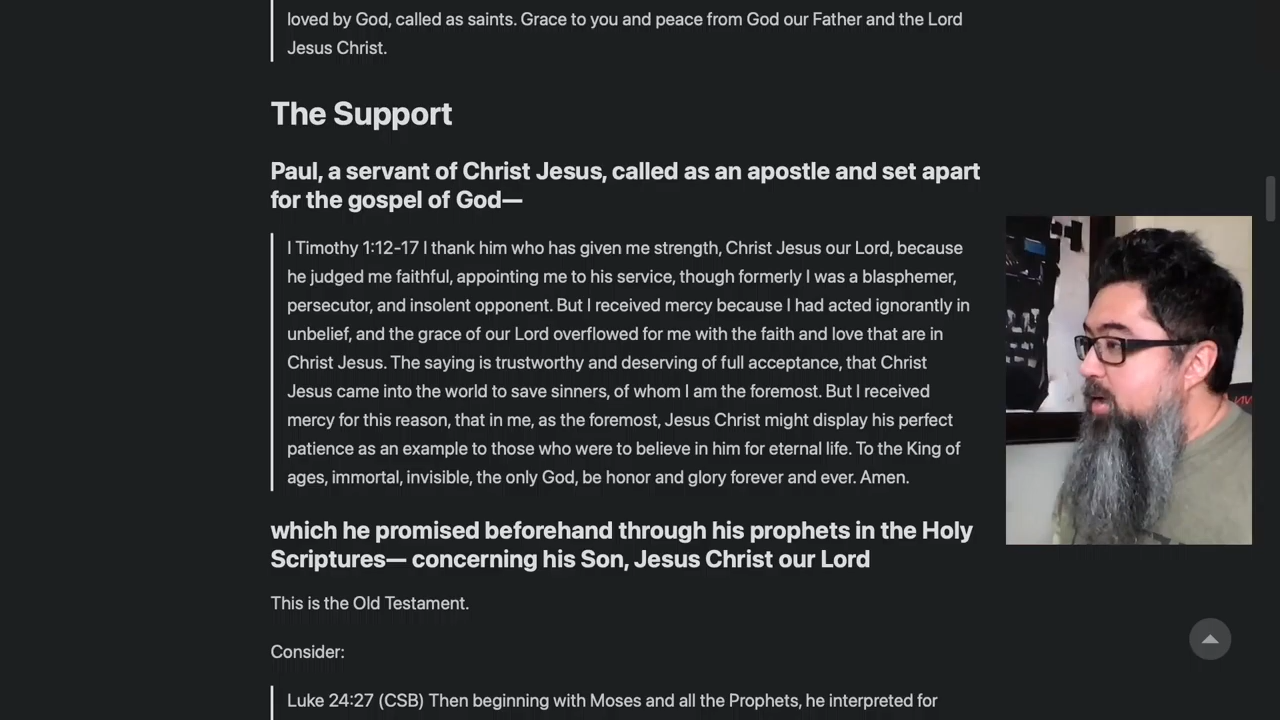 loved by God, called as saints. Grace to you and peace from God our Father and the Lord
Jesus Christ.
The Support
Paul, a servant of Christ Jesus, called as an apostle and set apart
for the gospel of God—
I Timothy 1:12-17 I thank him who has given me strength, Christ Jesus our Lord, because
he judged me faithful, appointing me to his service, though formerly I was a blasphemer,
persecutor, and insolent opponent. But I received mercy because I had acted ignorantly in
unbelief, and the grace of our Lord overflowed for me with the faith and love that are in
Christ Jesus. The saying is trustworthy and deserving of full acceptance, that Christ
Jesus came into the world to save sinners, of whom I am the foremost. But I received
mercy for this reason, that in me, as the foremost, Jesus Christ might display his perfect
patience as an example to those who were to believe in him for eternal life. To the King of
ages, immortal, invisible, the only God, be honor and glory forever and ever. Amen.
which he promised beforehand through his prophets in the Holy
Scriptures— concerning his Son, Jesus Christ our Lord
This is the Old Testament.
Consider:
Luke 24:27 (CSB) Then beginning with Moses and all the Prophets, he interpreted for